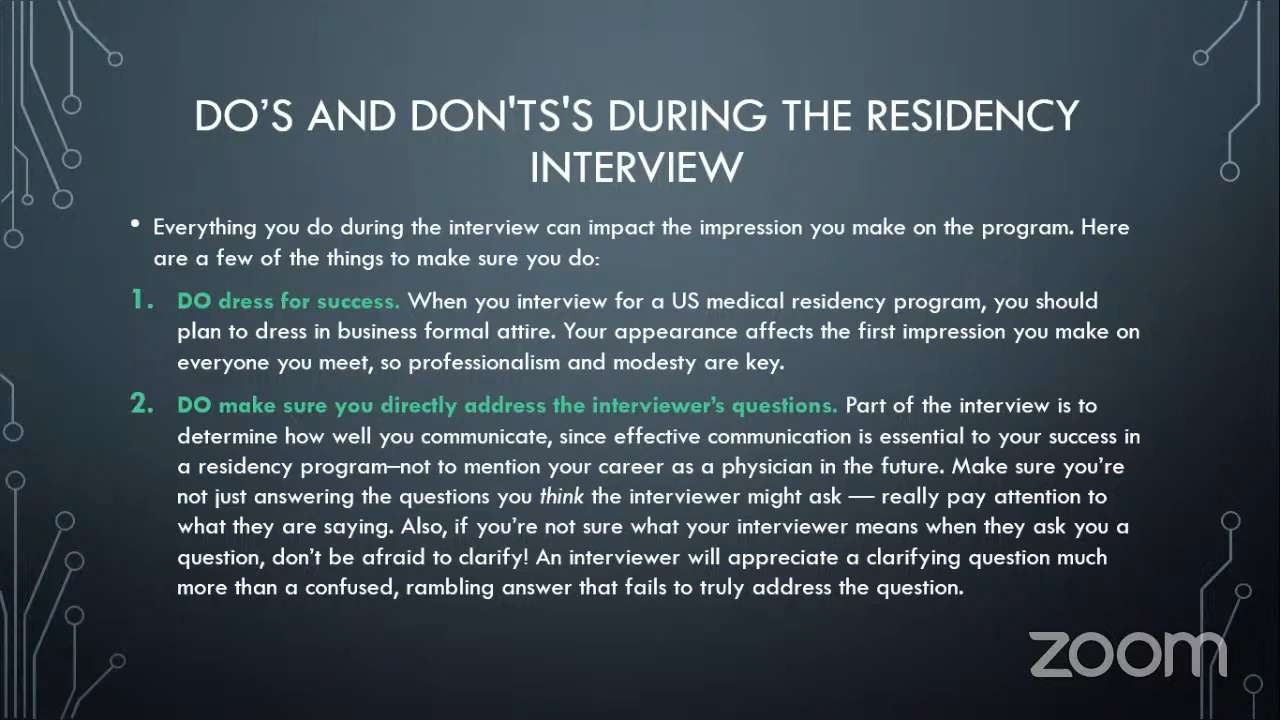 DO’S AND DON'TS'S DURING THE RESIDENCY
INTERVIEW
• Everything you do during the interview can impact the impression you make on the program. Here
are a few of the things to make sure you do:
1. DO dress for success. When you interview for a US medical residency program, you should
plan to dress in business formal attire. Your appearance affects the first impression you make on
everyone you meet, so professionalism and modesty are key.
2. DO make sure you directly address the interviewer’s questions. Part of the interview is to
determine how well you communicate, since effective communication is essential to your success in
a residency program–not to mention your career as a physician in the future. Make sure you’re
not just answering the questions you think the interviewer might ask — really pay attention to
what they are saying. Also, if you’re not sure what your interviewer means when they ask you a
question, don’t be afraid to clarify! An interviewer will appreciate a clarifying question much
more than a confused, rambling answer that fails to truly address the question.
zoom